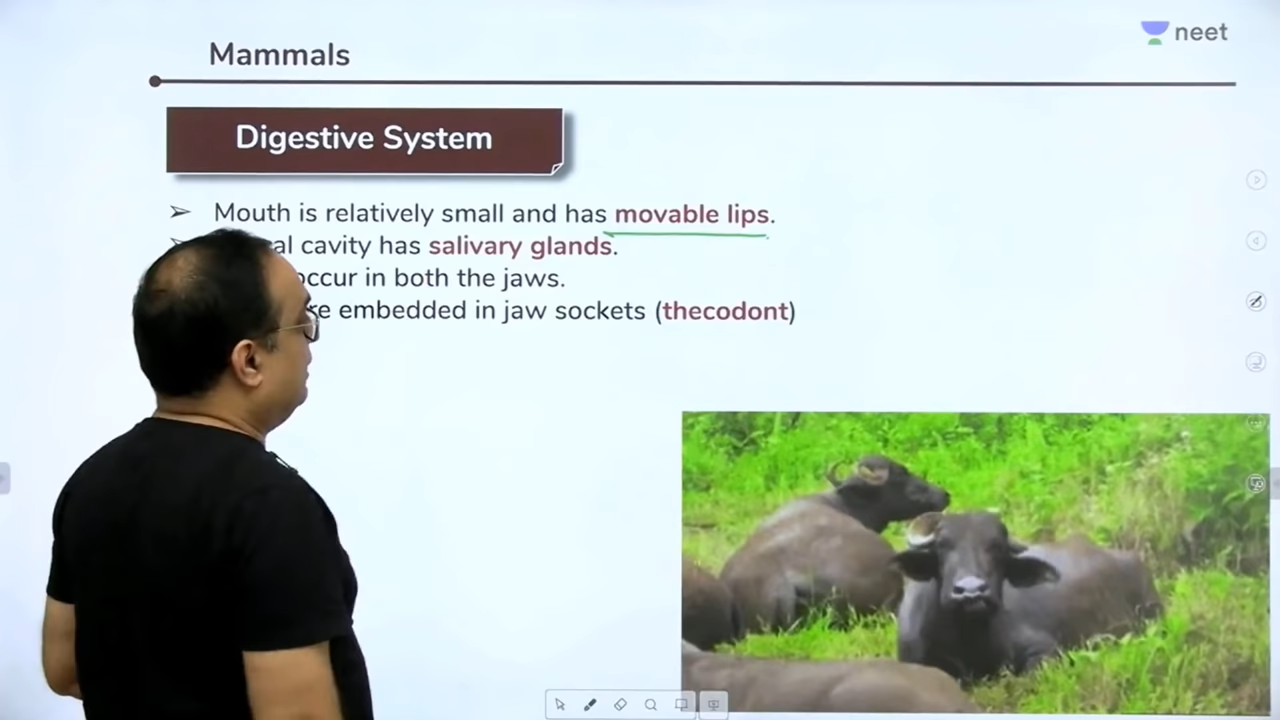 neet
Mammals
Digestive System
➢ Mouth is relatively small and has movable lips.
al cavity has salivary glands.
occur in both the jaws.
re embedded in jaw sockets (thecodont)